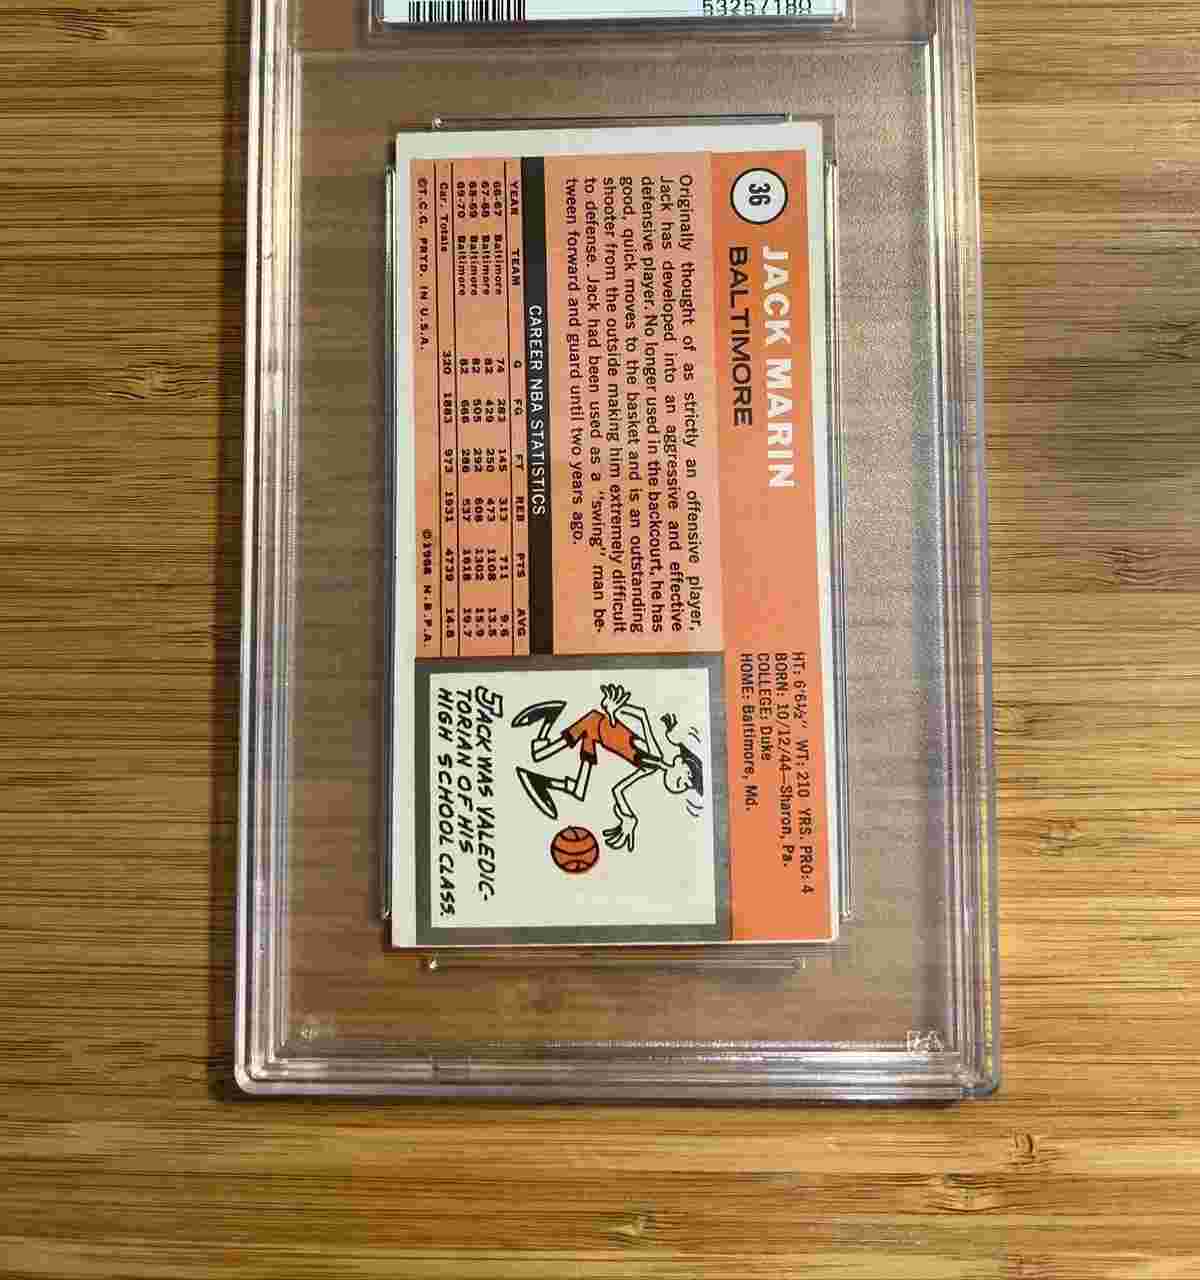 36
JACK MARIN
BALTIMORE
HT: 6'6½" WT: 210 YRS. PRO: 4
BORN: 10/12/44—Sharon, Pa.
COLLEGE: Duke
HOME: Baltimore, Md.
Originally thought of as strictly an offensive player,
Jack has developed into an aggressive and effective
defensive player. No longer used in the backcourt, he has
good, quick moves to the basket and is an outstanding
shooter from the outside making him extremely difficult
to defense. Jack had been used as a "swing" man be-
tween forward and guard until two years ago.
CAREER NBA STATISTICS
YEAR TEAM G FG FT REB PTS AVG
66-67 Baltimore 74 283 145 313 711 9.6
67-68 Baltimore 82 429 250 473 1108 13.5
68-69 Baltimore 82 505 292 608 1302 15.9
69-70 Baltimore 82 666 286 537 1618 19.7
Car. Totals 320 1883 973 1931 4739 14.8
©T.C.G. PRTD. IN U.S.A. ©1968 N.B.P.A.
JACK WAS VALEDIC-
TORIAN OF HIS
HIGH SCHOOL CLASS.